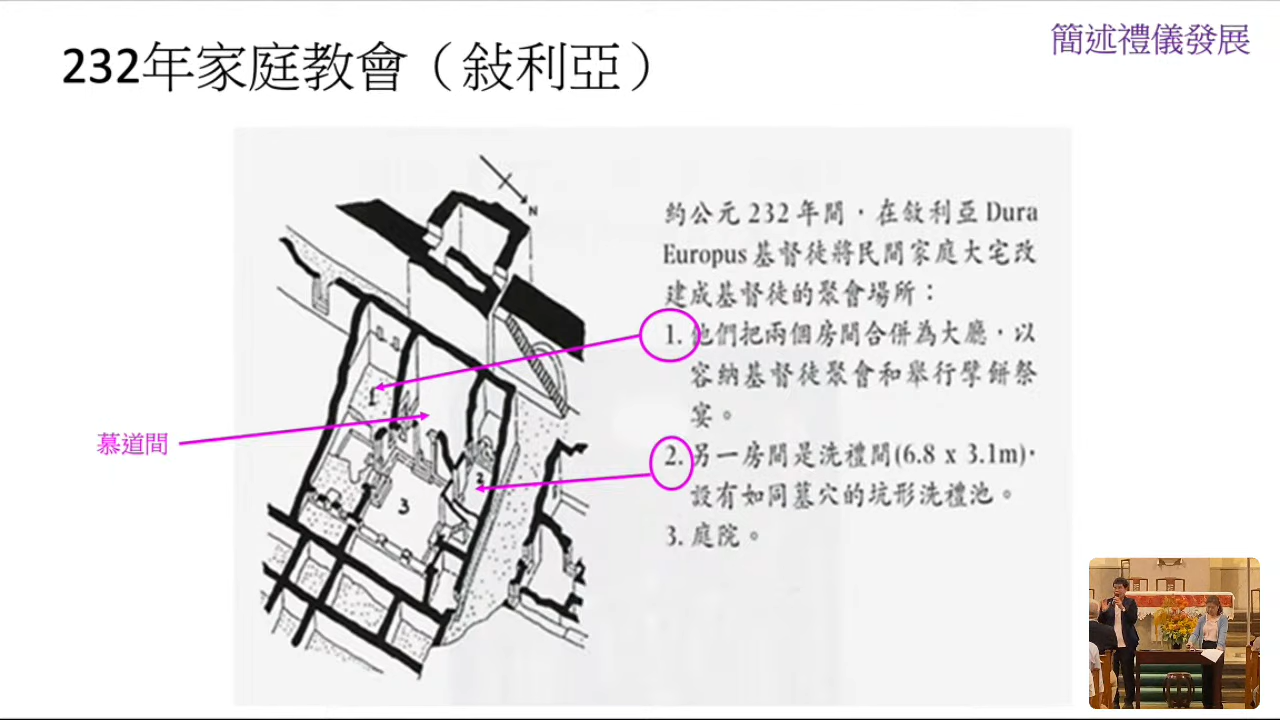 簡述禮儀發展
232年家庭教會（敍利亞）
N
約公元 232 年間，在敘利亞 Dura
Europus 基督徒將民間家庭大宅改
建成基督徒的聚會場所：
1. 他們把兩個房間合併為大廳，以
容納基督徒聚會和舉行擘餅祭
宴。
2. 另一房間是洗禮間(6.8 x 3.1m)，
設有如同墓穴的坑形洗禮池。
3. 庭院。
慕道間
1
2
3